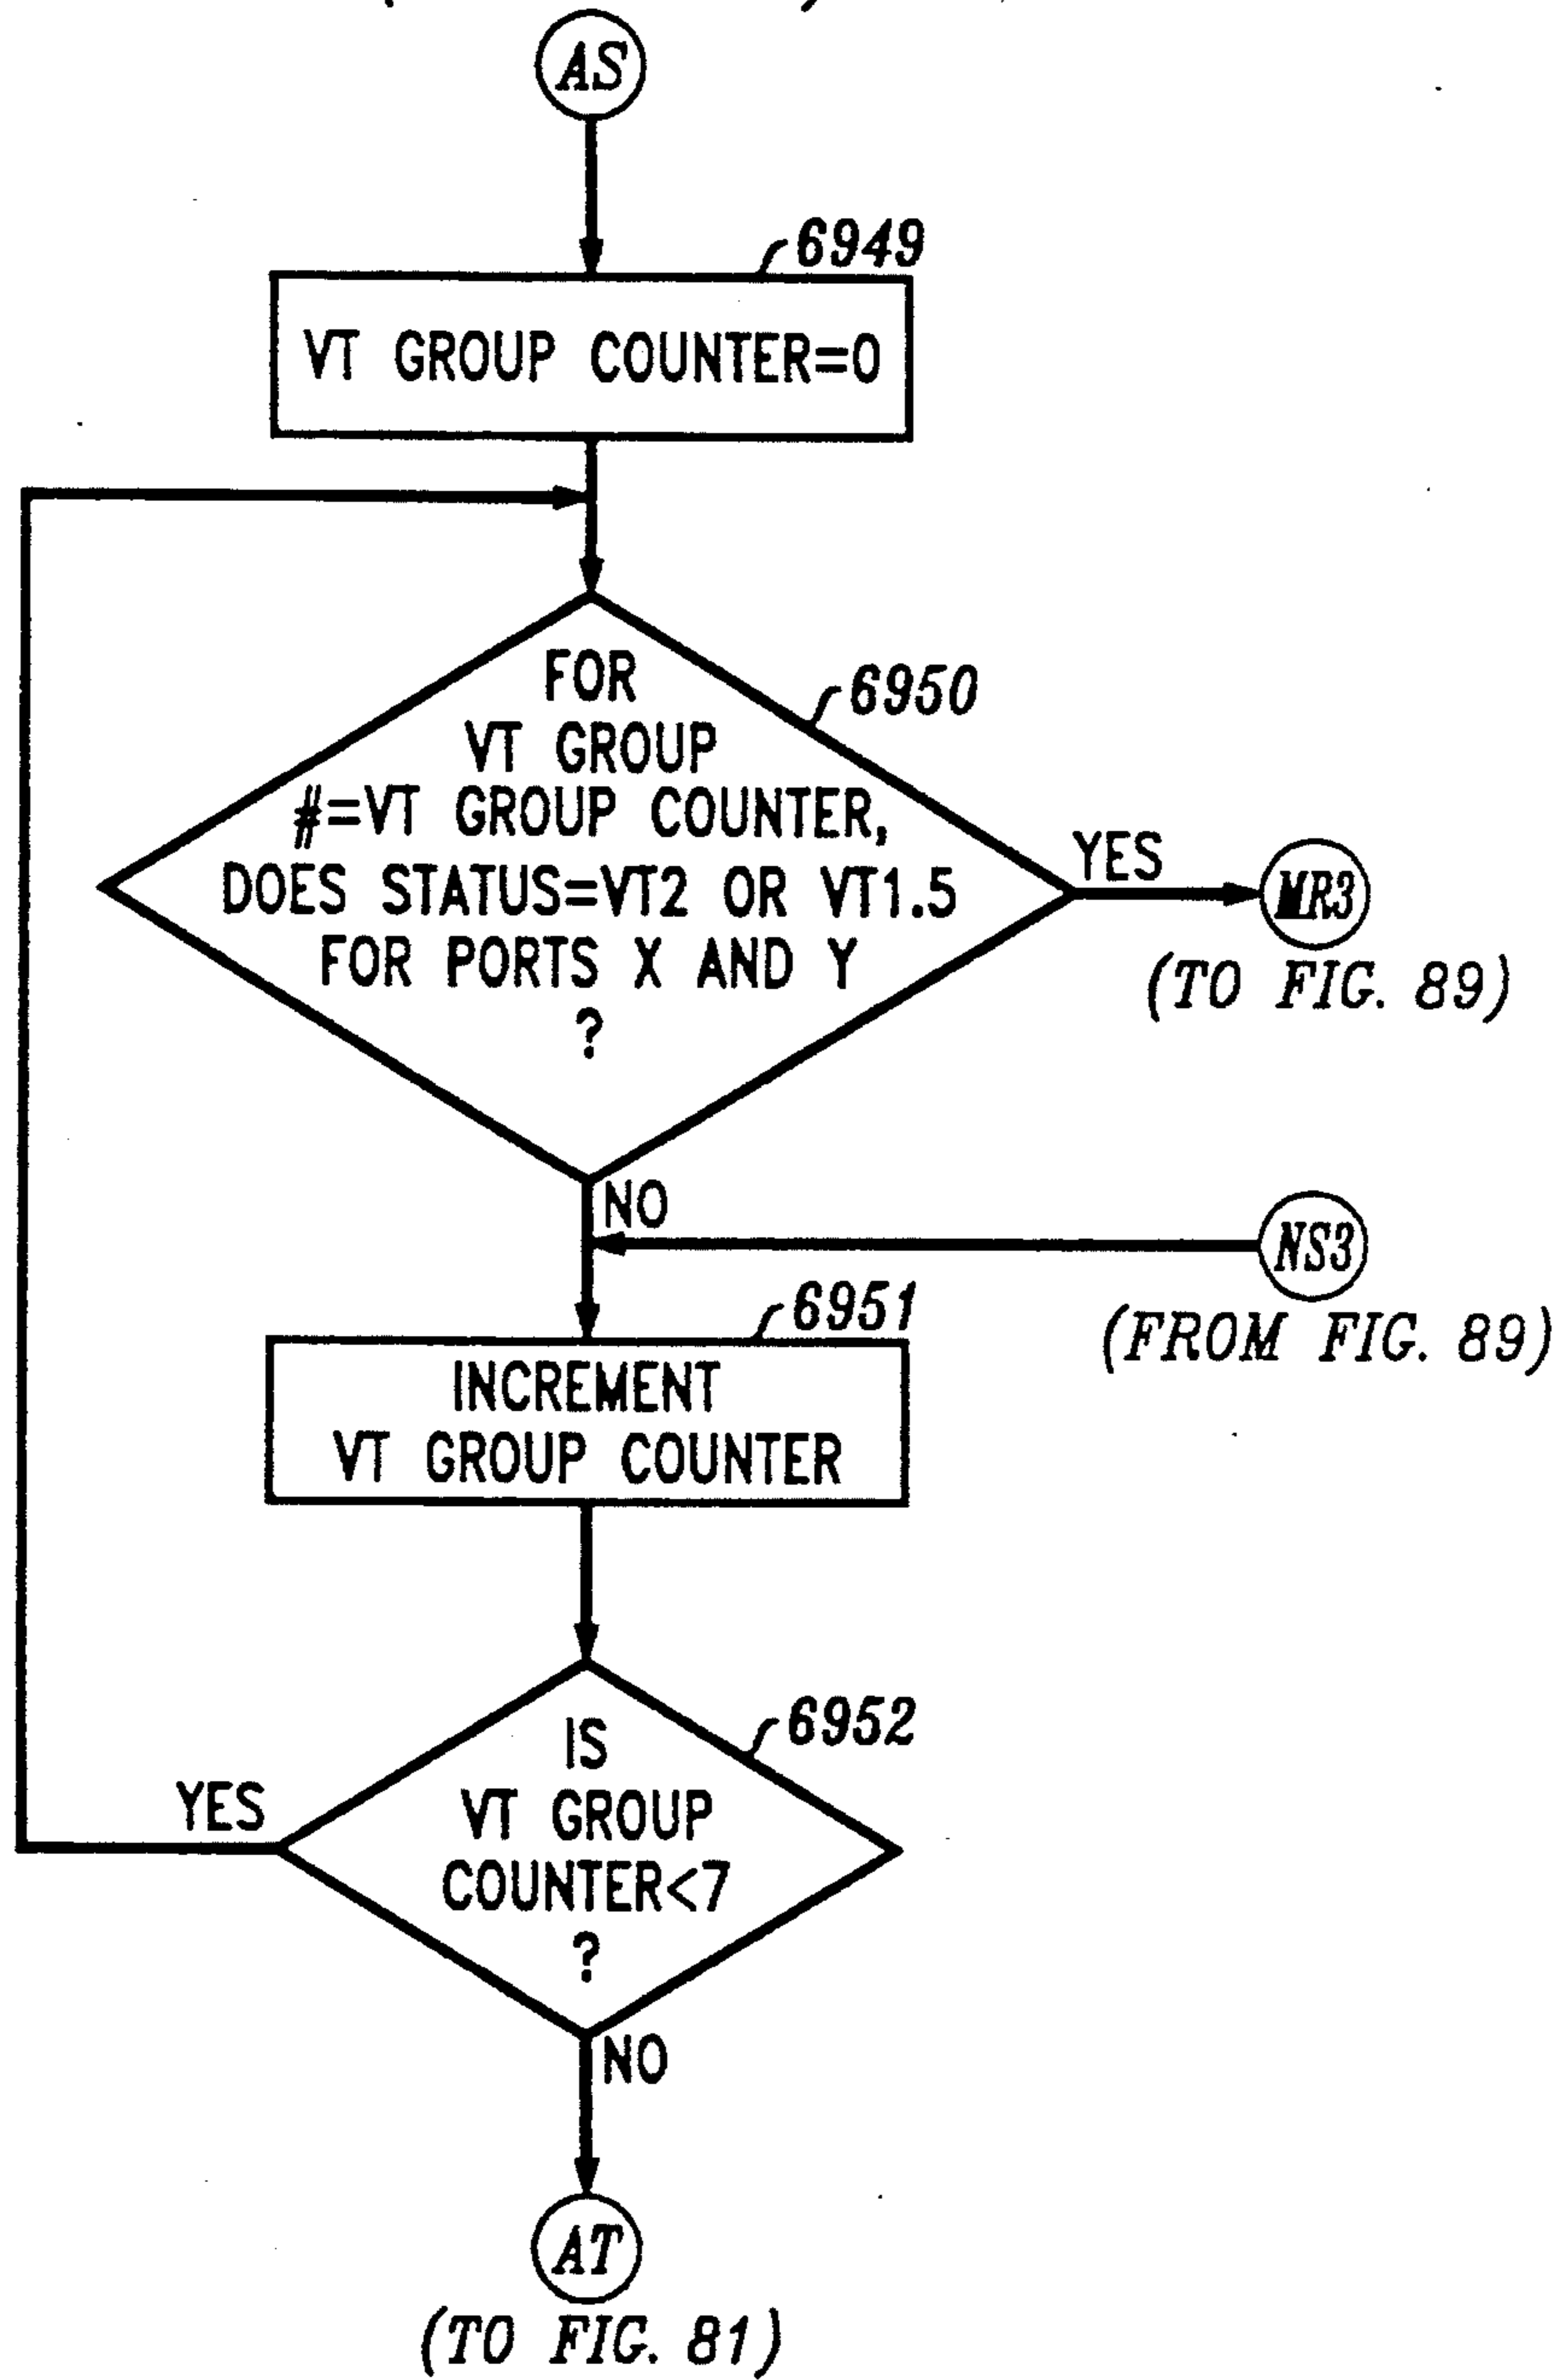 AS
6949
VT GROUP COUNTER=0
FOR
6950
VT GROUP
#=VT GROUP COUNTER,
DOES STATUS=VT2 OR VT1.5
FOR PORTS X AND Y
?
YES
MR3
(TO FIG. 89)
NO
NS3
(FROM FIG. 89)
6951
INCREMENT
VT GROUP COUNTER
6952
IS
VT GROUP
COUNTER<7
?
YES
NO
AT
(TO FIG. 81)